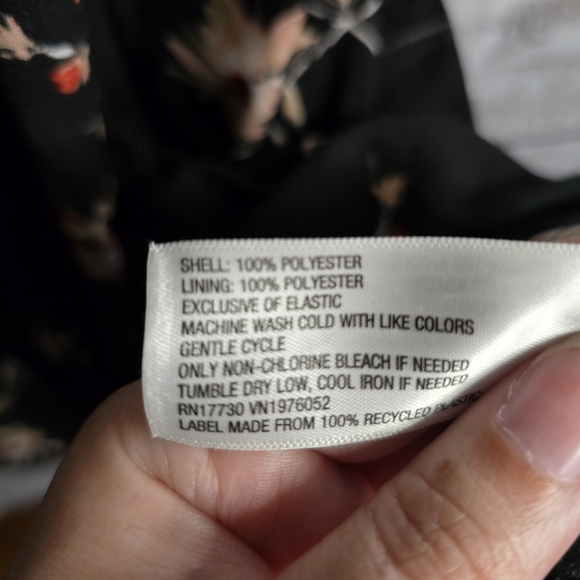 SHELL: 100% POLYESTER
LINING: 100% POLYESTER
EXCLUSIVE OF ELASTIC
MACHINE WASH COLD WITH LIKE COLORS
GENTLE CYCLE
ONLY NON-CHLORINE BLEACH IF NEEDED
TUMBLE DRY LOW, COOL IRON IF NEEDED
RN17730 VN1976052
LABEL MADE FROM 100% RECYCLED PLASTIC